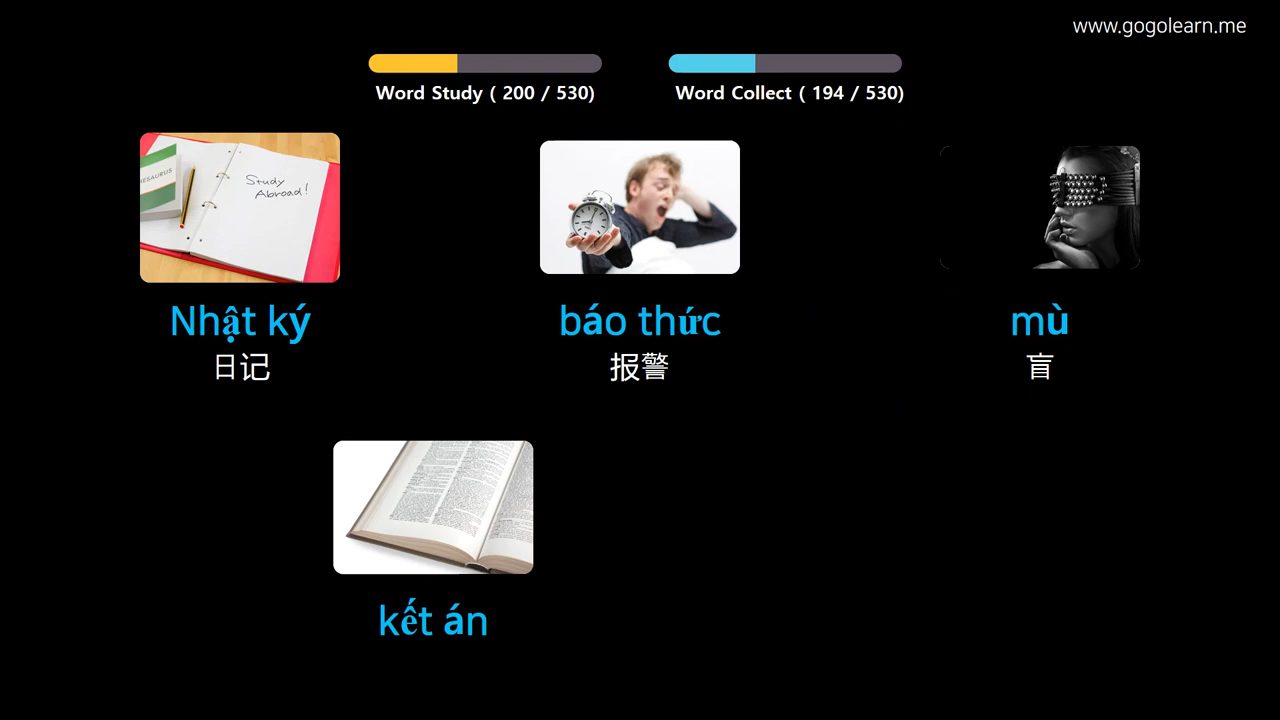 www.gogolearn.me
Word Study ( 200 / 530)
Word Collect ( 194 / 530)
HESAURUS
Study
Abroad!
Nhật ký
báo thức
mù
日记
报警
盲
kết án